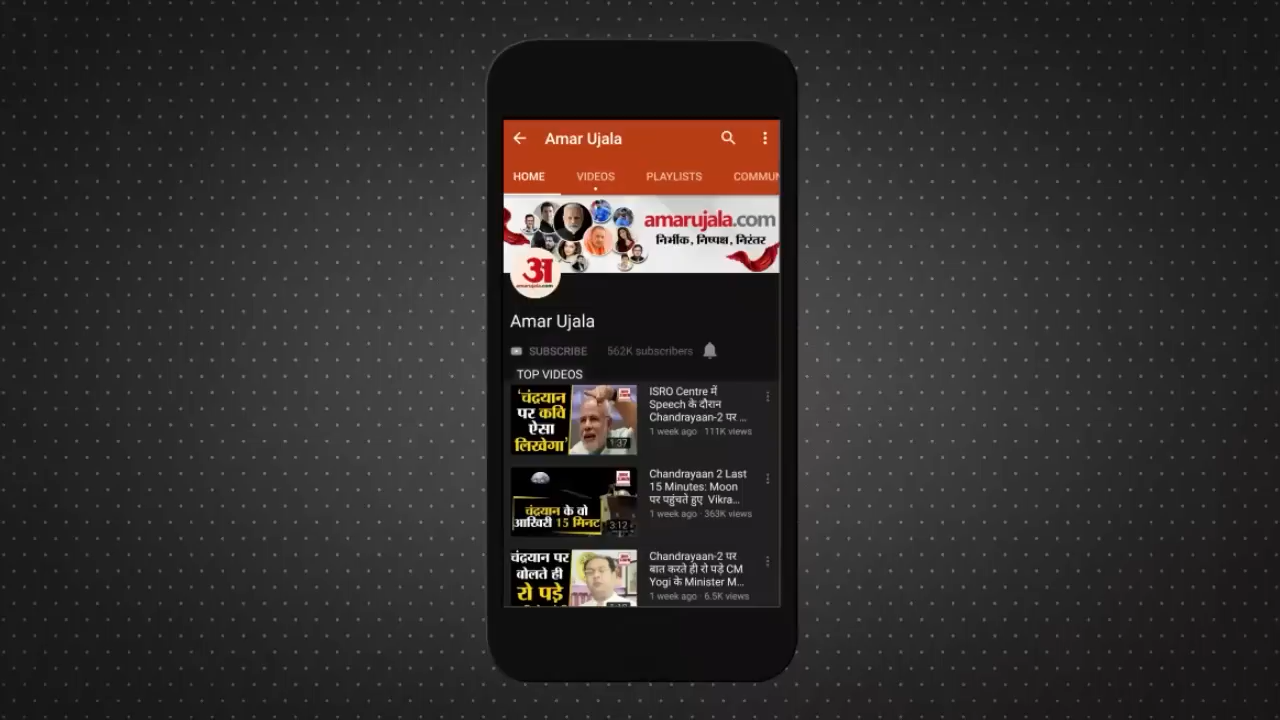 Amar Ujala
HOME VIDEOS PLAYLISTS COMMUN
amarujala.com
निर्भीक, निष्पक्ष, निरंतर
अ
amarujala.com
Amar Ujala
SUBSCRIBE 562K subscribers
TOP VIDEOS
'चंद्रयान
पर कवि
ऐसा
लिखेगा'
1:37
ISRO Centre में
Speech के दौरान
Chandrayaan-2 पर ...
1 week ago · 111K views
चंद्रयान के वो
आखिरी 15 मिनट
3:12
Chandrayaan 2 Last
15 Minutes: Moon
पर पहुंचते हुए Vikra...
1 week ago · 363K views
चंद्रयान पर
बोलते ही
रो पड़े
Chandrayaan-2 पर
बात करते ही रो पड़े CM
Yogi के Minister M...
1 week ago · 6.5K views